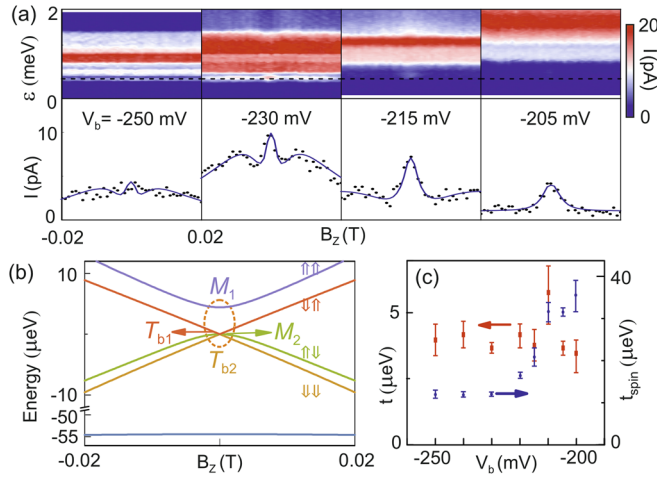 (a)
2
1
0
ε (meV)
20
0
I(pA)
V_b= -250 mV
-230 mV
-215 mV
-205 mV
10
0
I(pA)
-0.02
0.02
B_Z(T)
(b)
10
-10
-50
-55
Energy (μeV)
M_1
⇑⇑
⇓⇑
T_b1
M_2
T_b2
⇑⇓
⇓⇓
-0.02
B_Z(T)
0.02
(c)
5
0
t (μeV)
40
20
0
t_spin (μeV)
-250
V_b(mV)
-200